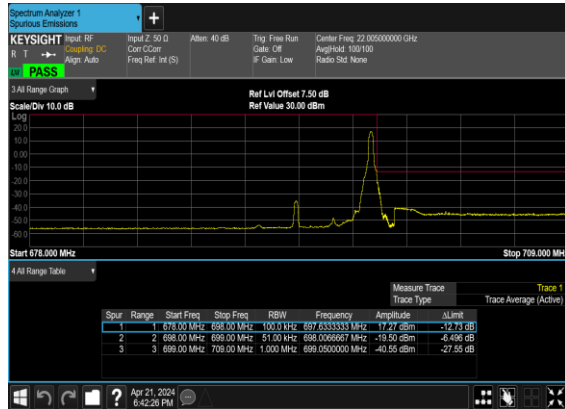 Spectrum Analyzer 1
Spurious Emissions
+
KEYSIGHT Input: RF Input Z: 50 Ω Atten: 40 dB Trig: Free Run Center Freq: 22.005000000 GHz
R T Coupling: DC Corr CCorr Gate: Off Avg|Hold: 100/100
Align: Auto Freq Ref: Int (S) IF Gain: Low Radio Std: None
PASS
3 All Range Graph
Ref Lvl Offset 7.50 dB
Scale/Div 10.0 dB Ref Value 30.00 dBm
Log
20.0
10.0
0.00
-10.0
-20.0
-30.0
-40.0
-50.0
-60.0
Start 678.000 MHz Stop 709.000 MH
4 All Range Table
Measure Trace Trace 1
Trace Type Trace Average (Active)
Spur Range Start Freq Stop Freq RBW Frequency Amplitude ΔLimit
1 1 678.00 MHz 698.00 MHz 100.0 kHz 697.6333333 MHz 17.27 dBm -12.73 dB
2 2 698.00 MHz 699.00 MHz 51.00 kHz 698.0066667 MHz -19.50 dBm -6.496 dB
3 3 699.00 MHz 709.00 MHz 1.000 MHz 699.0500000 MHz -40.55 dBm -27.55 dB
? Apr 21, 2024
6:42:26 PM